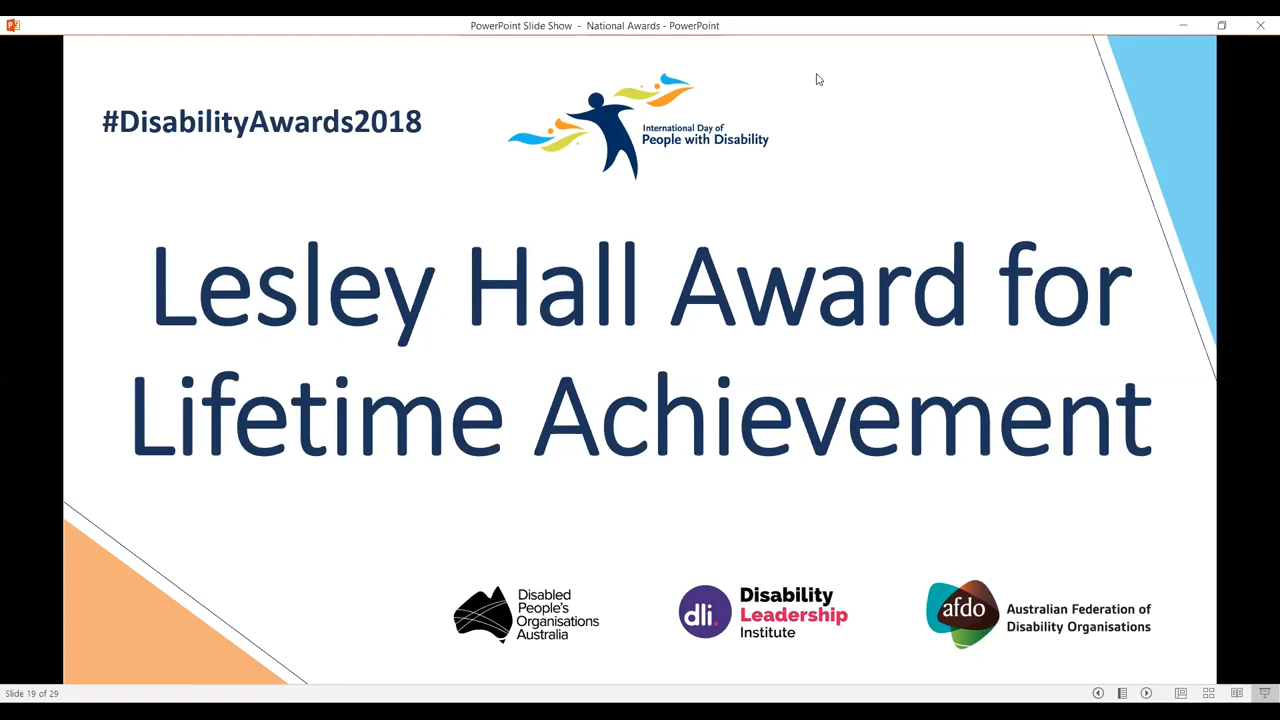 PowerPoint Slide Show - National Awards - PowerPoint
#DisabilityAwards2018
International Day of
People with Disability
Lesley Hall Award for
Lifetime Achievement
Disabled
People's
Organisations
Australia
dli.
Disability
Leadership
Institute
afdo
Australian Federation of
Disability Organisations
Slide 19 of 29